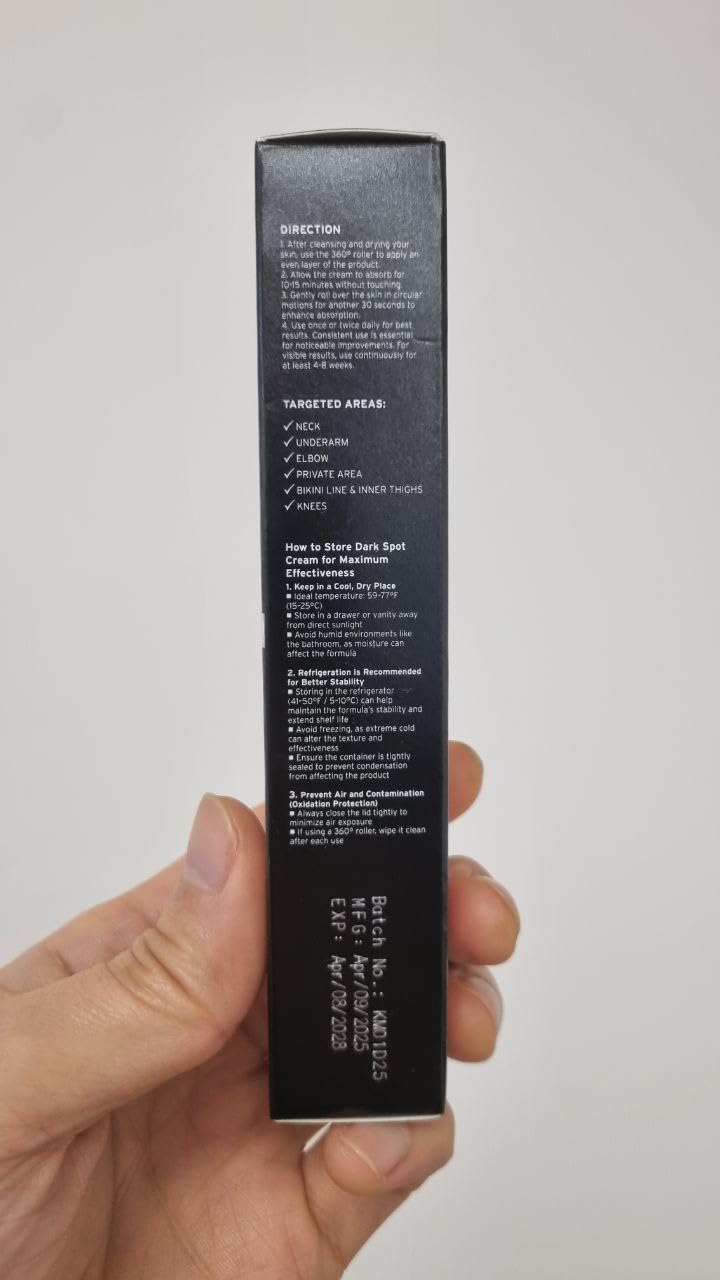 DIRECTION
1. After cleansing and drying your
skin, use the 360° roller to apply an
even layer of the product.
2. Allow the cream to absorb for
10-15 minutes without touching.
3. Gently roll over the skin in circular
motions for another 30 seconds to
enhance absorption.
4. Use once or twice daily for best
results. Consistent use is essential
for noticeable improvements. For
visible results, use continuously for
at least 4-8 weeks.
TARGETED AREAS:
✓ NECK
✓ UNDERARM
✓ ELBOW
✓ PRIVATE AREA
✓ BIKINI LINE & INNER THIGHS
✓ KNEES
How to Store Dark Spot
Cream for Maximum
Effectiveness
1. Keep in a Cool, Dry Place
■ Ideal temperature: 59-77°F
(15-25°C)
■ Store in a drawer or vanity away
from direct sunlight
■ Avoid humid environments like
the bathroom, as moisture can
affect the formula
2. Refrigeration is Recommended
for Better Stability
■ Storing in the refrigerator
(41-50°F / 5-10°C) can help
maintain the formula's stability and
extend shelf life
■ Avoid freezing, as extreme cold
can alter the texture and
effectiveness
■ Ensure the container is tightly
sealed to prevent condensation
from affecting the product
3. Prevent Air and Contamination
(Oxidation Protection)
■ Always close the lid tightly to
minimize air exposure
■ If using a 360° roller, wipe it clean
after each use
Batch No.: KM01D25
MFG: Apr/09/2025
EXP: Apr/08/2028